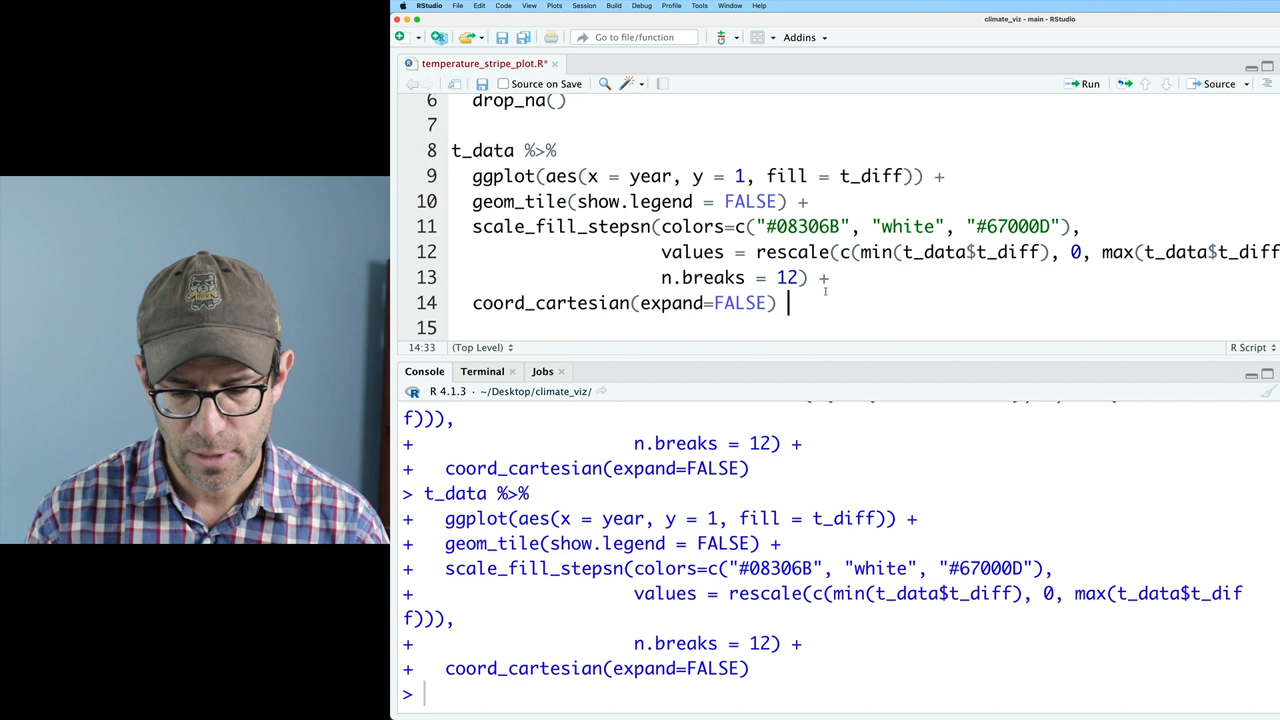 RStudio File Edit Code View Plots Session Build Debug Profile Tools Window Help
climate_viz - main - RStudio
Go to file/function Addins
temperature_stripe_plot.R*
Source on Save Run Source
6 drop_na()
7
8 t_data %>%
9 ggplot(aes(x = year, y = 1, fill = t_diff)) +
10 geom_tile(show.legend = FALSE) +
11 scale_fill_stepsn(colors=c("#08306B", "white", "#67000D"),
12 values = rescale(c(min(t_data$t_diff), 0, max(t_data$t_diff
13 n.breaks = 12) +
14 coord_cartesian(expand=FALSE)
15
14:33 (Top Level) R Script
Console Terminal Jobs
R 4.1.3 · ~/Desktop/climate_viz/
f))),
+ n.breaks = 12) +
+ coord_cartesian(expand=FALSE)
> t_data %>%
+ ggplot(aes(x = year, y = 1, fill = t_diff)) +
+ geom_tile(show.legend = FALSE) +
+ scale_fill_stepsn(colors=c("#08306B", "white", "#67000D"),
+ values = rescale(c(min(t_data$t_diff), 0, max(t_data$t_dif
f))),
+ n.breaks = 12) +
+ coord_cartesian(expand=FALSE)
>